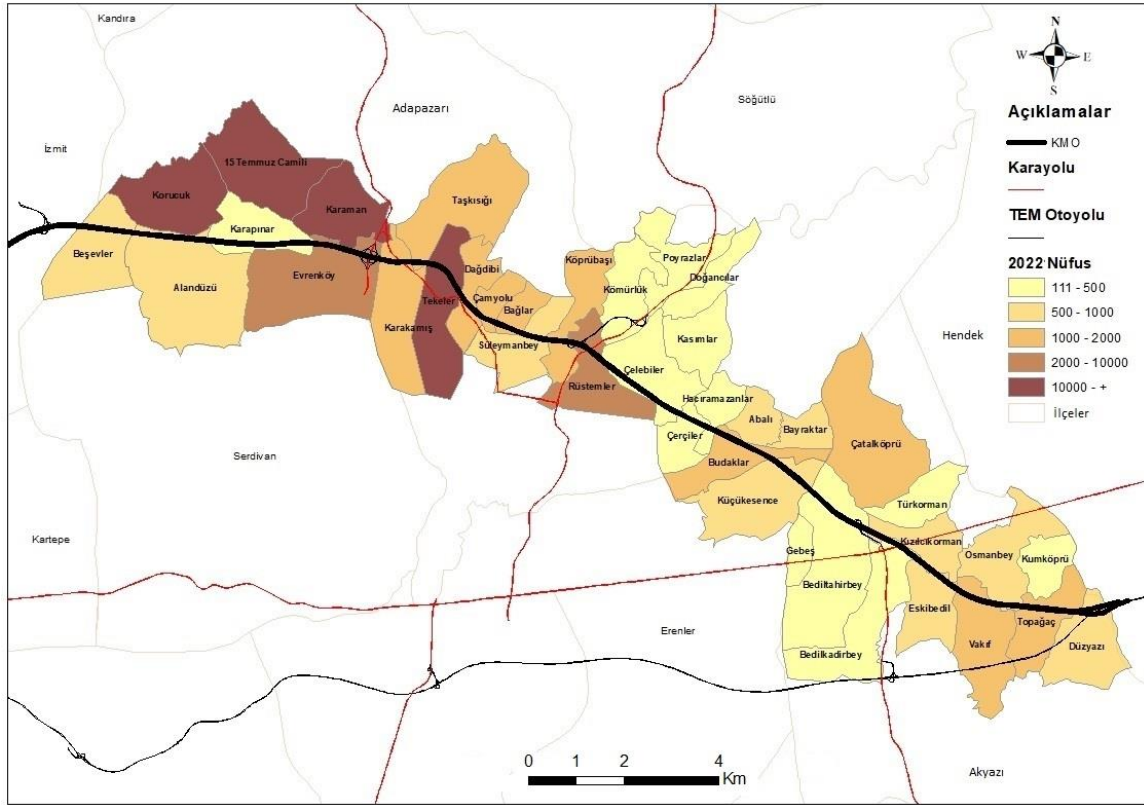 Kandıra
Adapazarı
Söğütlü
İzmit
N
W
E
S
Açıklamalar
KMO
Karayolu
TEM Otoyolu
2022 Nüfus
111 - 500
500 - 1000
1000 - 2000
2000 - 10000
10000 - +
İlçeler
15 Temmuz Camili
Korucuk
Karaman
Taşkısığı
Karapınar
Beşevler
Alandüzü
Evrenköy
Dağdibi
Köprübaşı
Poyrazlar
Doğancılar
Tekeler
Çamyolu
Bağlar
Kömürlük
Karakamış
Süleymanbey
Kasımlar
Hendek
Rüstemler
Çelebiler
Hacıramazanlar
Abalı
Bayraktar
Çatalköprü
Çerçiler
Serdivan
Budaklar
Küçükesence
Türkorman
Kartepe
Gebeş
Kızılcıkorman
Osmanbey
Kumköprü
Bediltahirbey
Eskibedil
Erenler
Bedilkadirbey
Vakıf
Topağaç
Düzyazı
0 1 2 4
Km
Akyazı